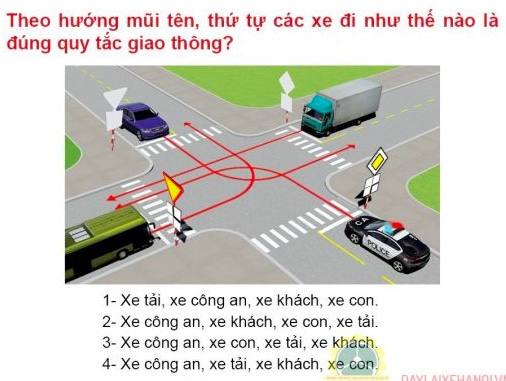 Theo hướng mũi tên, thứ tự các xe đi như thế nào là
đúng quy tắc giao thông?
CA
POLICE
1- Xe tải, xe công an, xe khách, xe con.
2- Xe công an, xe khách, xe con, xe tải.
3- Xe công an, xe con, xe tải, xe khách.
4- Xe công an, xe tải, xe khách, xe con.